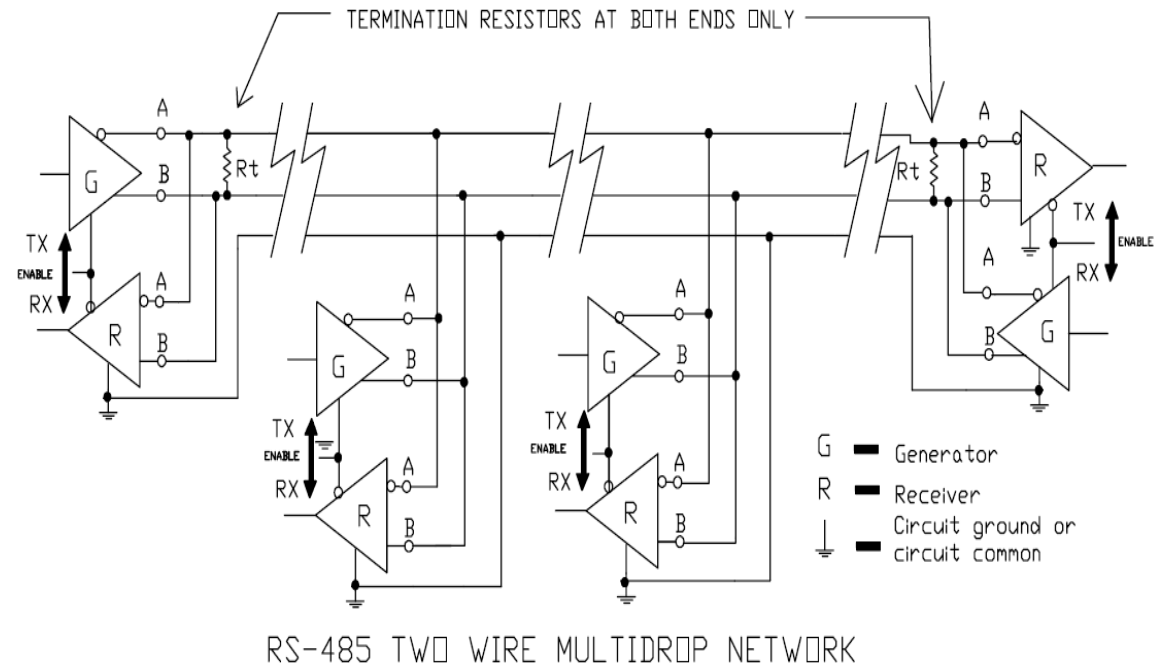 TERMINATION RESISTORS AT BOTH ENDS ONLY
A
A
G
B
Rt
Rt
B
R
TX
ENABLE
RX
TX
ENABLE
RX
A
R
B
A
B
G
A
G
B
A
G
B
TX
ENABLE
RX
TX
ENABLE
RX
A
R
B
A
R
B
G Generator
R Receiver
Circuit ground or
circuit common
RS-485 TWO WIRE MULTIDROP NETWORK